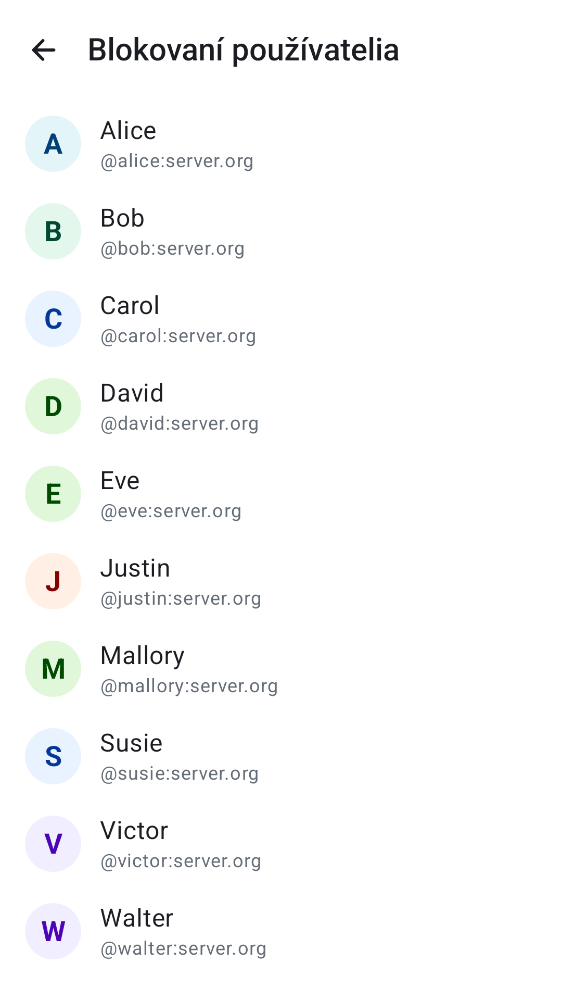 Blokovaní používatelia
A
Alice
@alice:server.org
B
Bob
@bob:server.org
C
Carol
@carol:server.org
D
David
@david:server.org
E
Eve
@eve:server.org
J
Justin
@justin:server.org
M
Mallory
@mallory:server.org
S
Susie
@susie:server.org
V
Victor
@victor:server.org
W
Walter
@walter:server.org